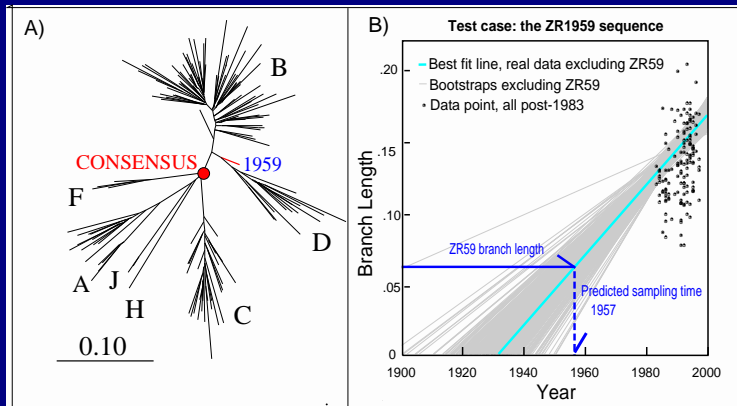 A)
B
CONSENSUS
1959
F
D
A
J
H
C
0.10
B)
Test case: the ZR1959 sequence
Best fit line, real data excluding ZR59
Bootstraps excluding ZR59
Data point, all post-1983
Branch Length
.20
.15
.10
.05
0
ZR59 branch length
Predicted sampling time
1957
1900 1920 1940 1960 1980 2000
Year